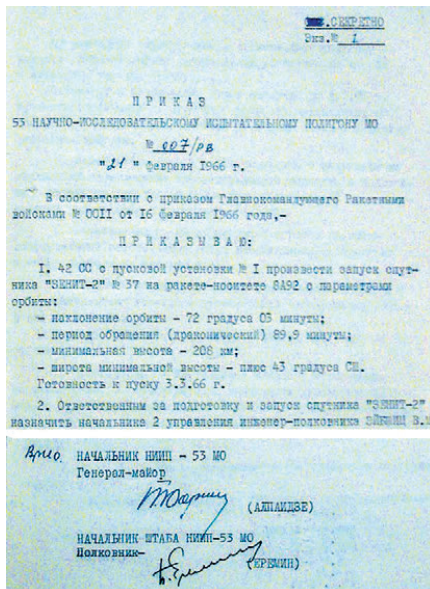 .СЕКРЕТНО
Экз.№ 1
ПРИКАЗ
53 НАУЧНО-ИССЛЕДОВАТЕЛЬСКОМУ ИСПЫТАТЕЛЬНОМУ ПОЛИГОНУ МО
№ 007/РВ
"21" февраля 1966 г.
В соответствии с приказом Главнокомандующего Ракетными
войсками № 0011 от 16 февраля 1966 года,-
ПРИКАЗЫВАЮ:
I. 42 СС с пусковой установки № I произвести запуск спут-
ника "ЗЕНИТ-2" № 37 на ракете-носителе 8А92 с параметрами
орбиты:
- наклонение орбиты - 72 градуса 03 минуты;
- период обращения (драконический) 89,9 минуты;
- минимальная высота - 208 км;
- широта минимальной высоты - плюс 43 градуса СШ.
Готовность к пуску 3.3.66 г.
2. Ответственным за подготовку и запуск спутника "ЗЕНИТ-2"
назначить начальника 2 управления инженер-полковника
Врио. НАЧАЛЬНИК НИИП - 53 МО
Генерал-майор
(АЛПАИДЗЕ)
НАЧАЛЬНИК ШТАБА НИИП-53 МО
Полковник-
(ЕРЕМИН)